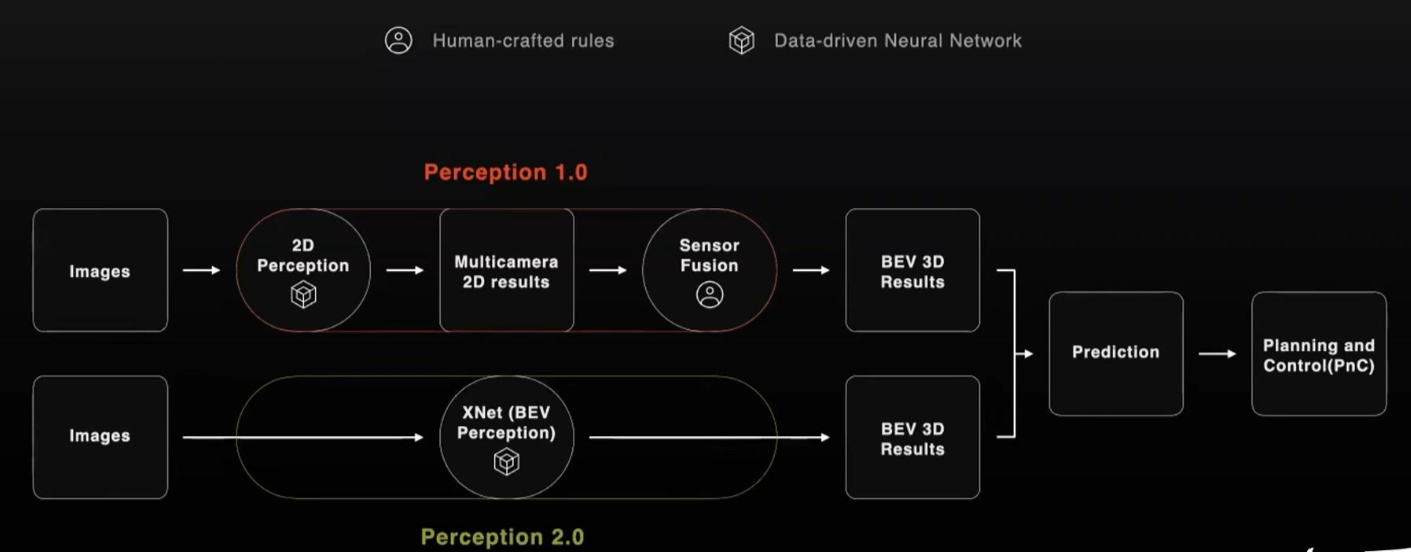 Human-crafted rules
Data-driven Neural Network
Perception 1.0
Images
2D
Perception
Multicamera
2D results
Sensor
Fusion
BEV 3D
Results
Prediction
Planning and
Control(PnC)
Images
XNet (BEV
Perception)
BEV 3D
Results
Perception 2.0